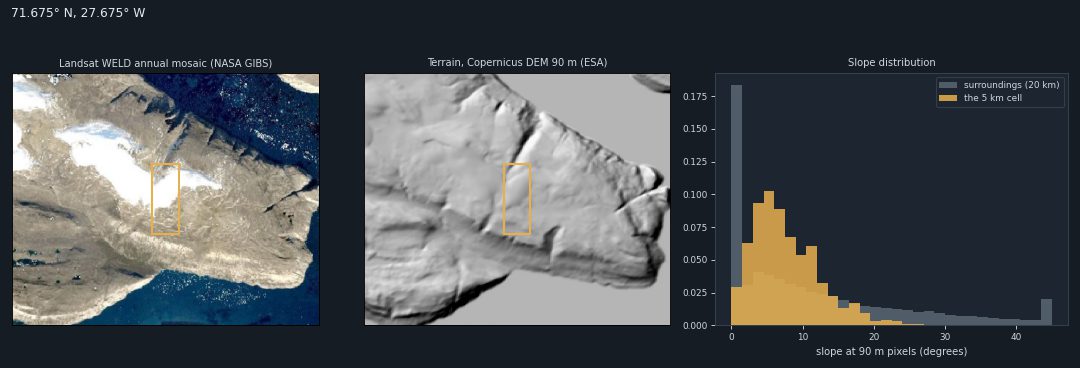 71.675° N, 27.675° W
Landsat WELD annual mosaic (NASA GIBS)
Terrain, Copernicus DEM 90 m (ESA)
Slope distribution
surroundings (20 km)
the 5 km cell
0.175
0.150
0.125
0.100
0.075
0.050
0.025
0.000
0 10 20 30 40
slope at 90 m pixels (degrees)